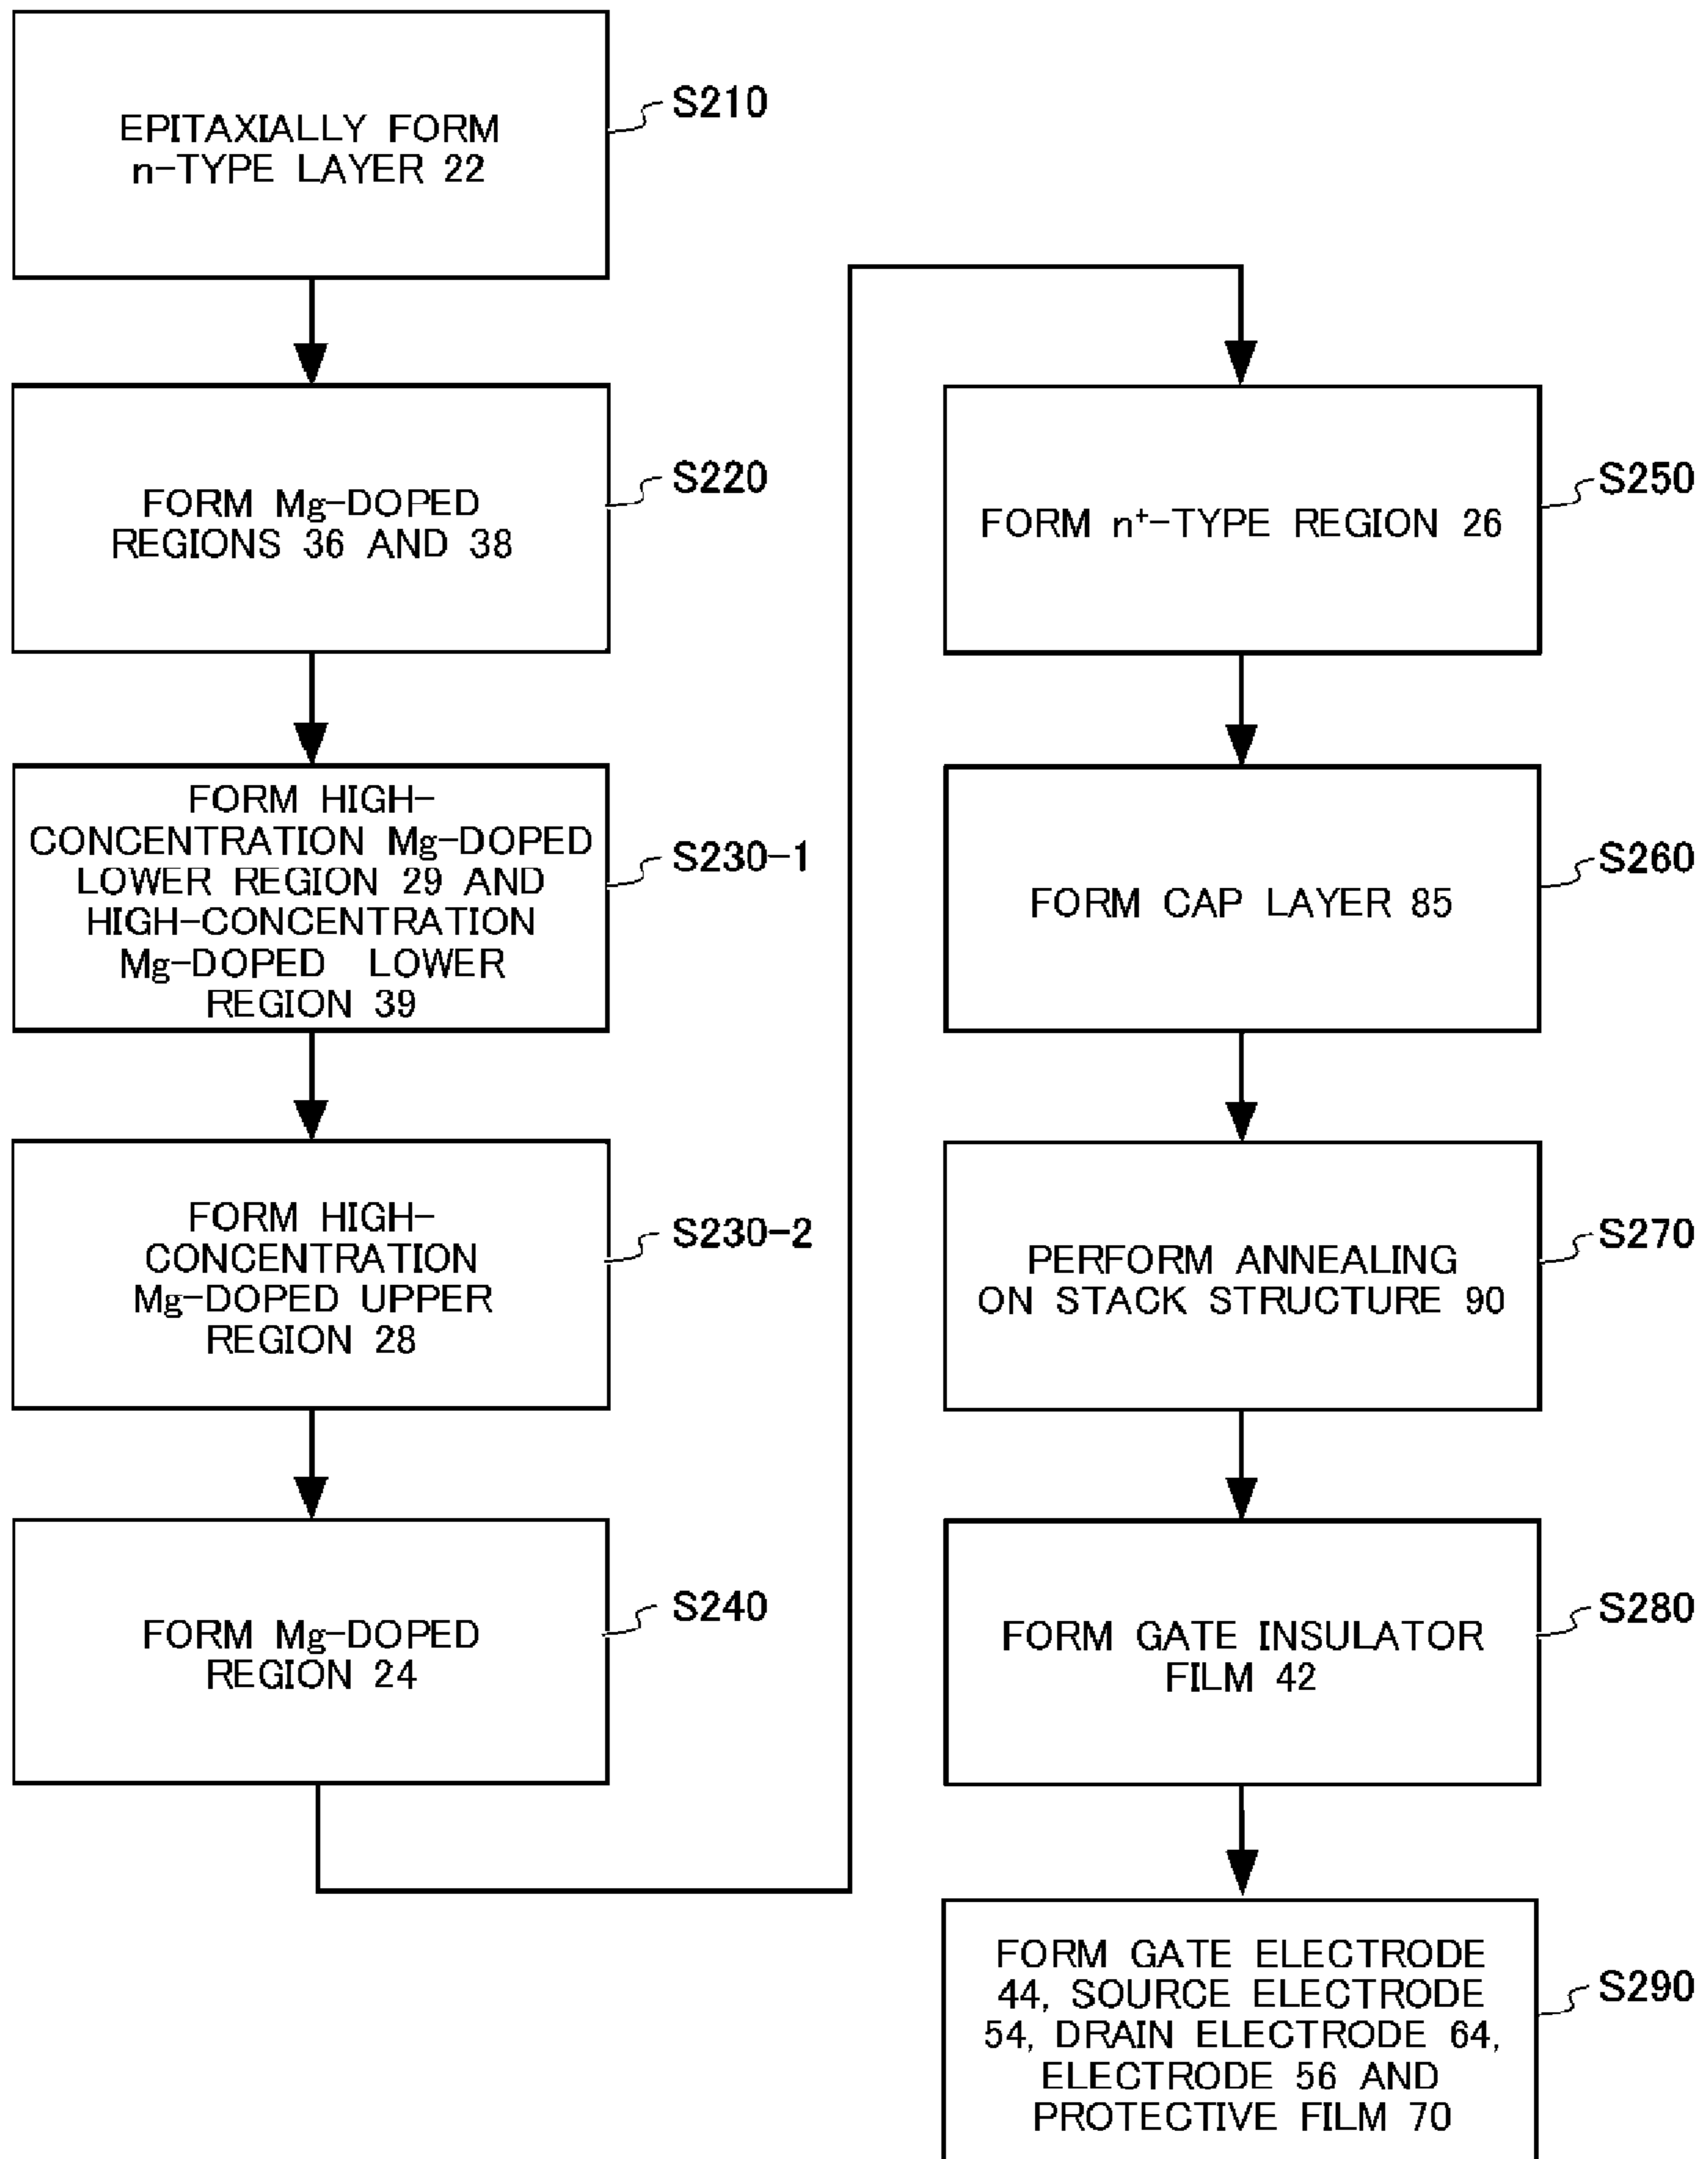 EPITAXIALLY FORM
n-TYPE LAYER 22
S210
FORM Mg-DOPED
REGIONS 36 AND 38
S220
FORM HIGH-
CONCENTRATION Mg-DOPED
LOWER REGION 29 AND
HIGH-CONCENTRATION
Mg-DOPED LOWER
REGION 39
S230-1
FORM HIGH-
CONCENTRATION
Mg-DOPED UPPER
REGION 28
S230-2
FORM Mg-DOPED
REGION 24
S240
FORM n⁺-TYPE REGION 26
S250
FORM CAP LAYER 85
S260
PERFORM ANNEALING
ON STACK STRUCTURE 90
S270
FORM GATE INSULATOR
FILM 42
S280
FORM GATE ELECTRODE
44, SOURCE ELECTRODE
54, DRAIN ELECTRODE 64,
ELECTRODE 56 AND
PROTECTIVE FILM 70
S290